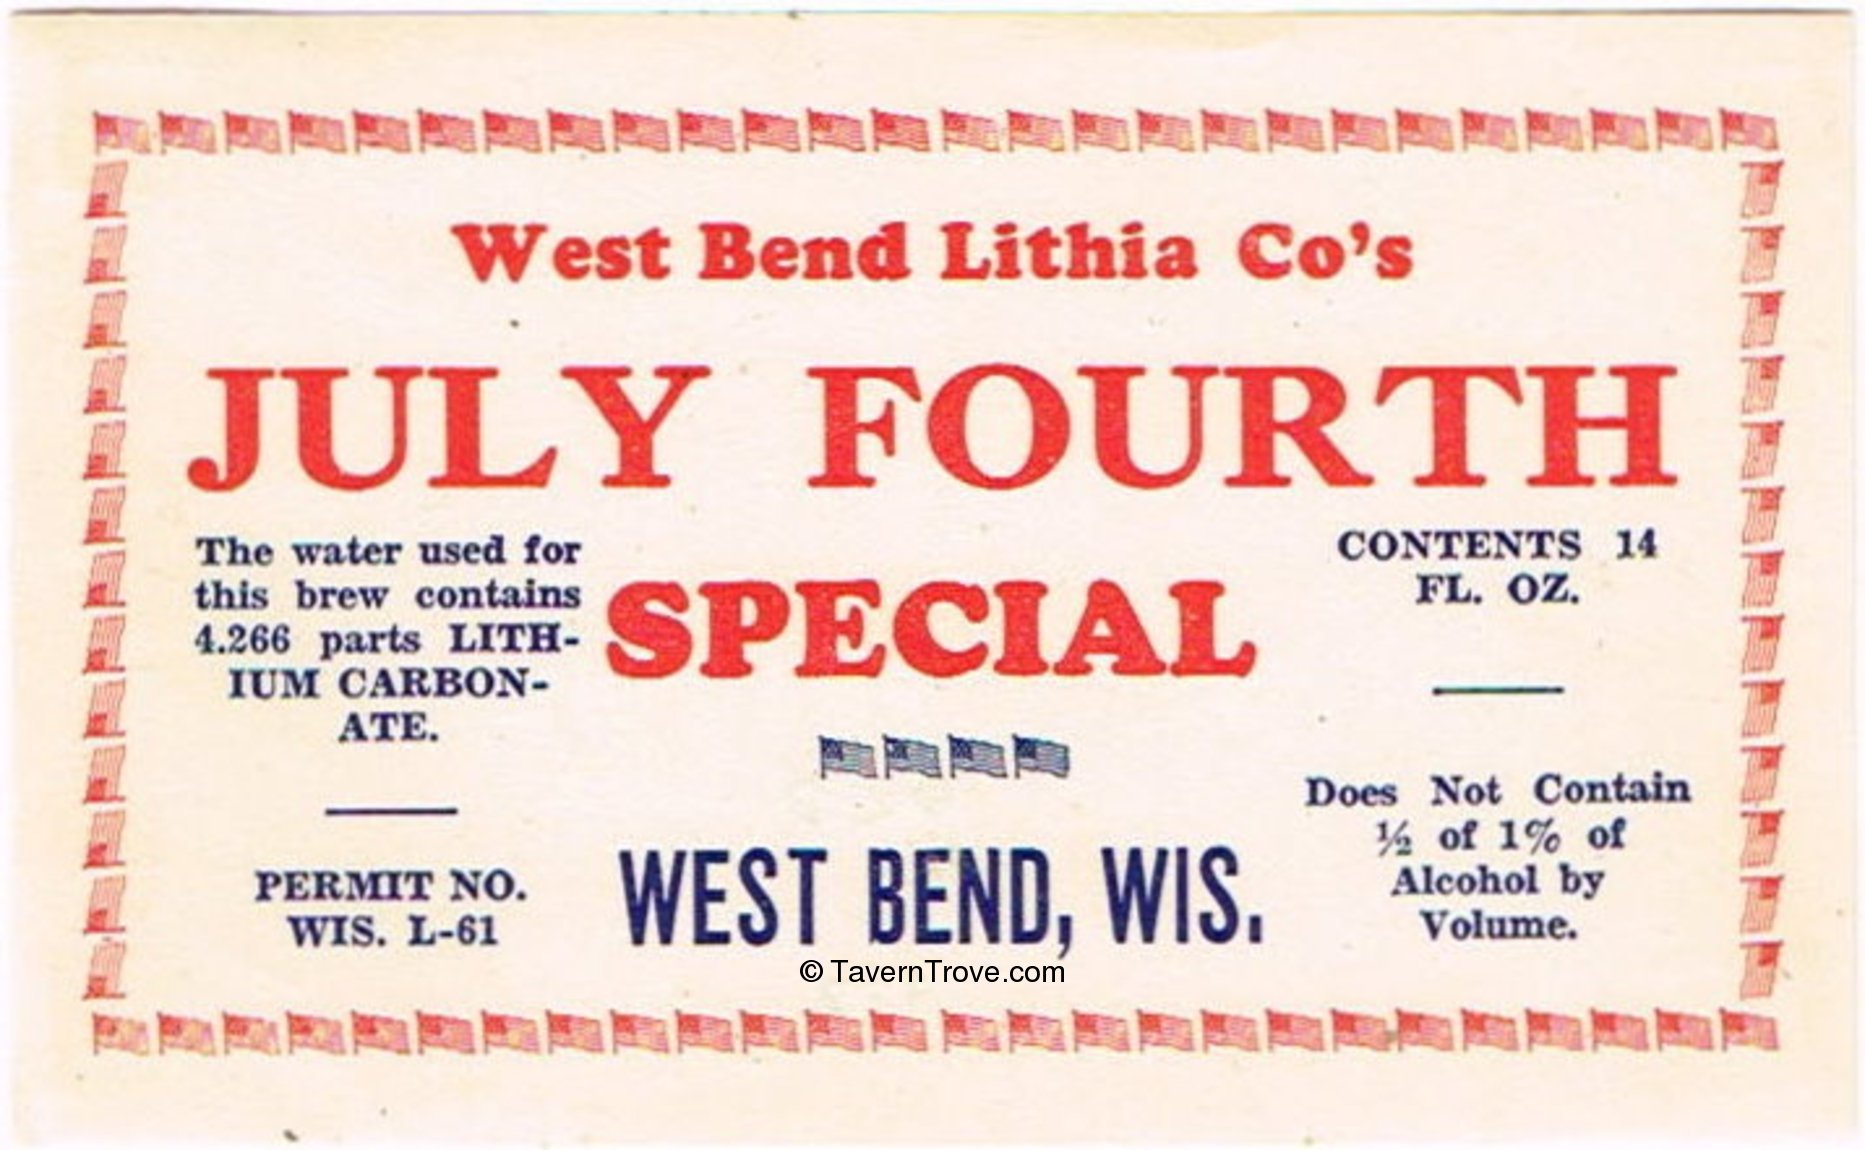 West Bend Lithia Co's
JULY FOURTH
SPECIAL
The water used for
this brew contains
4.266 parts LITH-
IUM CARBON-
ATE.
PERMIT NO.
WIS. L-61
CONTENTS 14
FL. OZ.
Does Not Contain
½ of 1% of
Alcohol by
Volume.
WEST BEND, WIS.
© TavernTrove.com